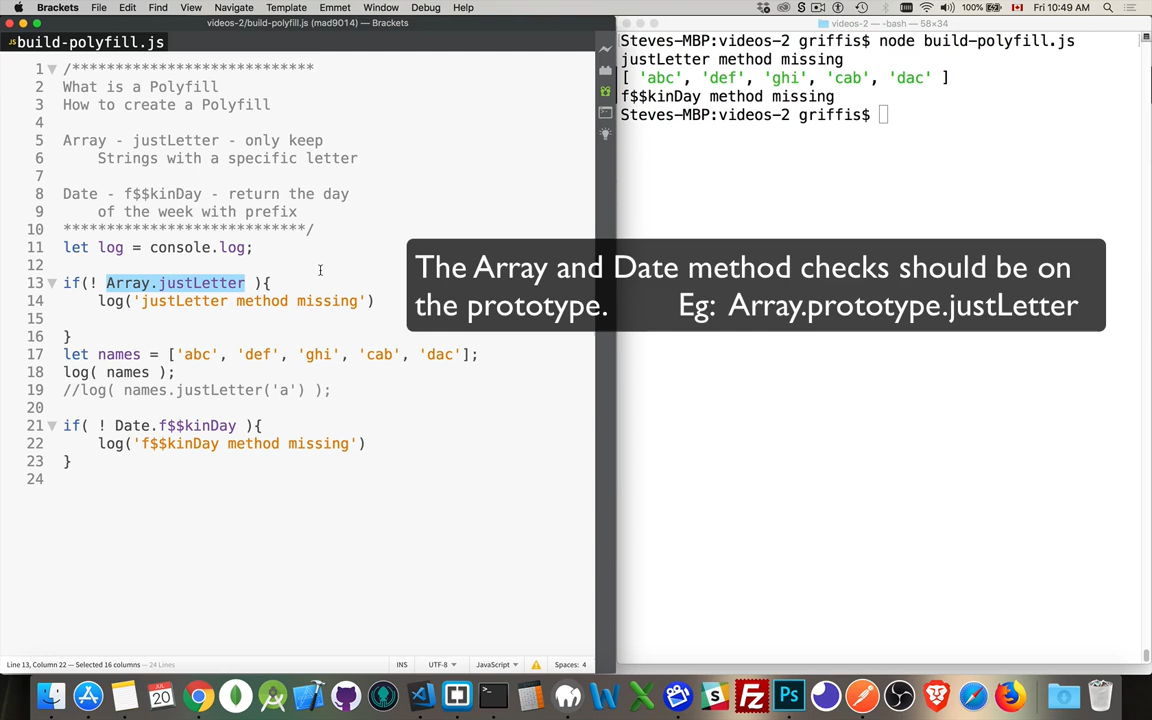 Brackets File Edit Find View Navigate Template Emmet Window Debug Help
100% Fri 10:49 AM
videos-2/build-polyfill.js (mad9014) — Brackets
videos-2 — -bash — 58×34
build-polyfill.js
1 /****************************
2 What is a Polyfill
3 How to create a Polyfill
4
5 Array - justLetter - only keep
6     Strings with a specific letter
7
8 Date - f$$kinDay - return the day
9     of the week with prefix
10 ****************************/
11 let log = console.log;
12
13 if(! Array.justLetter ){
14     log('justLetter method missing')
15
16 }
17 let names = ['abc', 'def', 'ghi', 'cab', 'dac'];
18 log( names );
19 //log( names.justLetter('a') );
20
21 if( ! Date.f$$kinDay ){
22     log('f$$kinDay method missing')
23 }
24
Steves-MBP:videos-2 griffis$ node build-polyfill.js
justLetter method missing
[ 'abc', 'def', 'ghi', 'cab', 'dac' ]
f$$kinDay method missing
Steves-MBP:videos-2 griffis$
The Array and Date method checks should be on
the prototype. Eg: Array.prototype.justLetter
Line 13, Column 22 — Selected 16 columns — 24 Lines
INS UTF-8 JavaScript Spaces: 4